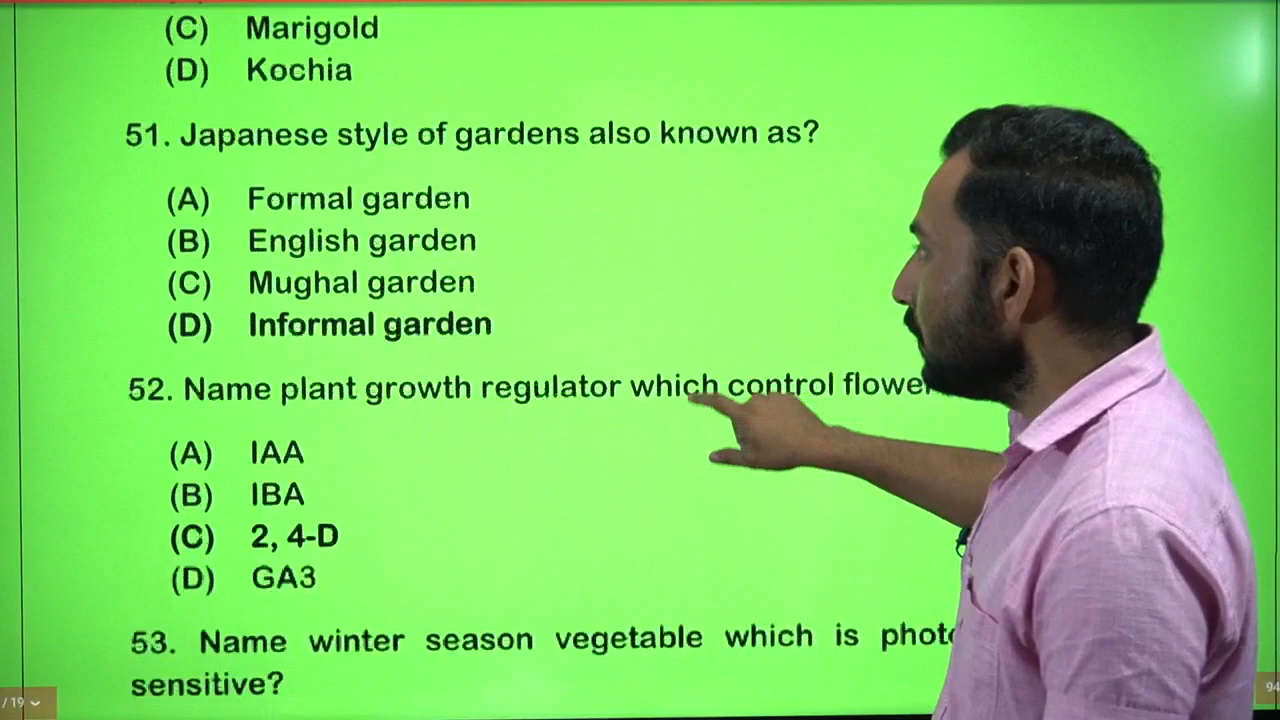 (C) Marigold
(D) Kochia
51. Japanese style of gardens also known as?
(A) Formal garden
(B) English garden
(C) Mughal garden
(D) Informal garden
52. Name plant growth regulator which control
(A) IAA
(B) IBA
(C) 2, 4-D
(D) GA3
53. Name winter season vegetable which is
sensitive?
/ 19
94